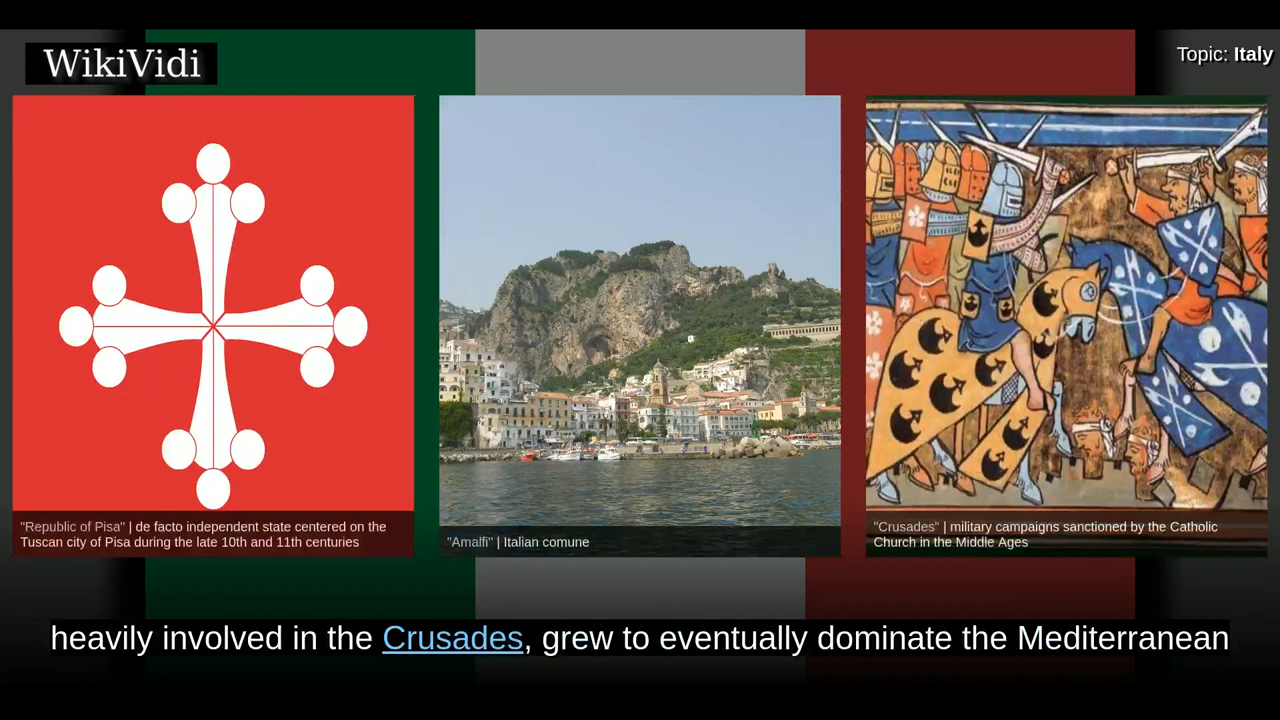 WikiVidi
Topic: Italy
"Republic of Pisa" | de facto independent state centered on the
Tuscan city of Pisa during the late 10th and 11th centuries
"Amalfi" | Italian comune
"Crusades" | military campaigns sanctioned by the Catholic
Church in the Middle Ages
heavily involved in the Crusades, grew to eventually dominate the Mediterranean